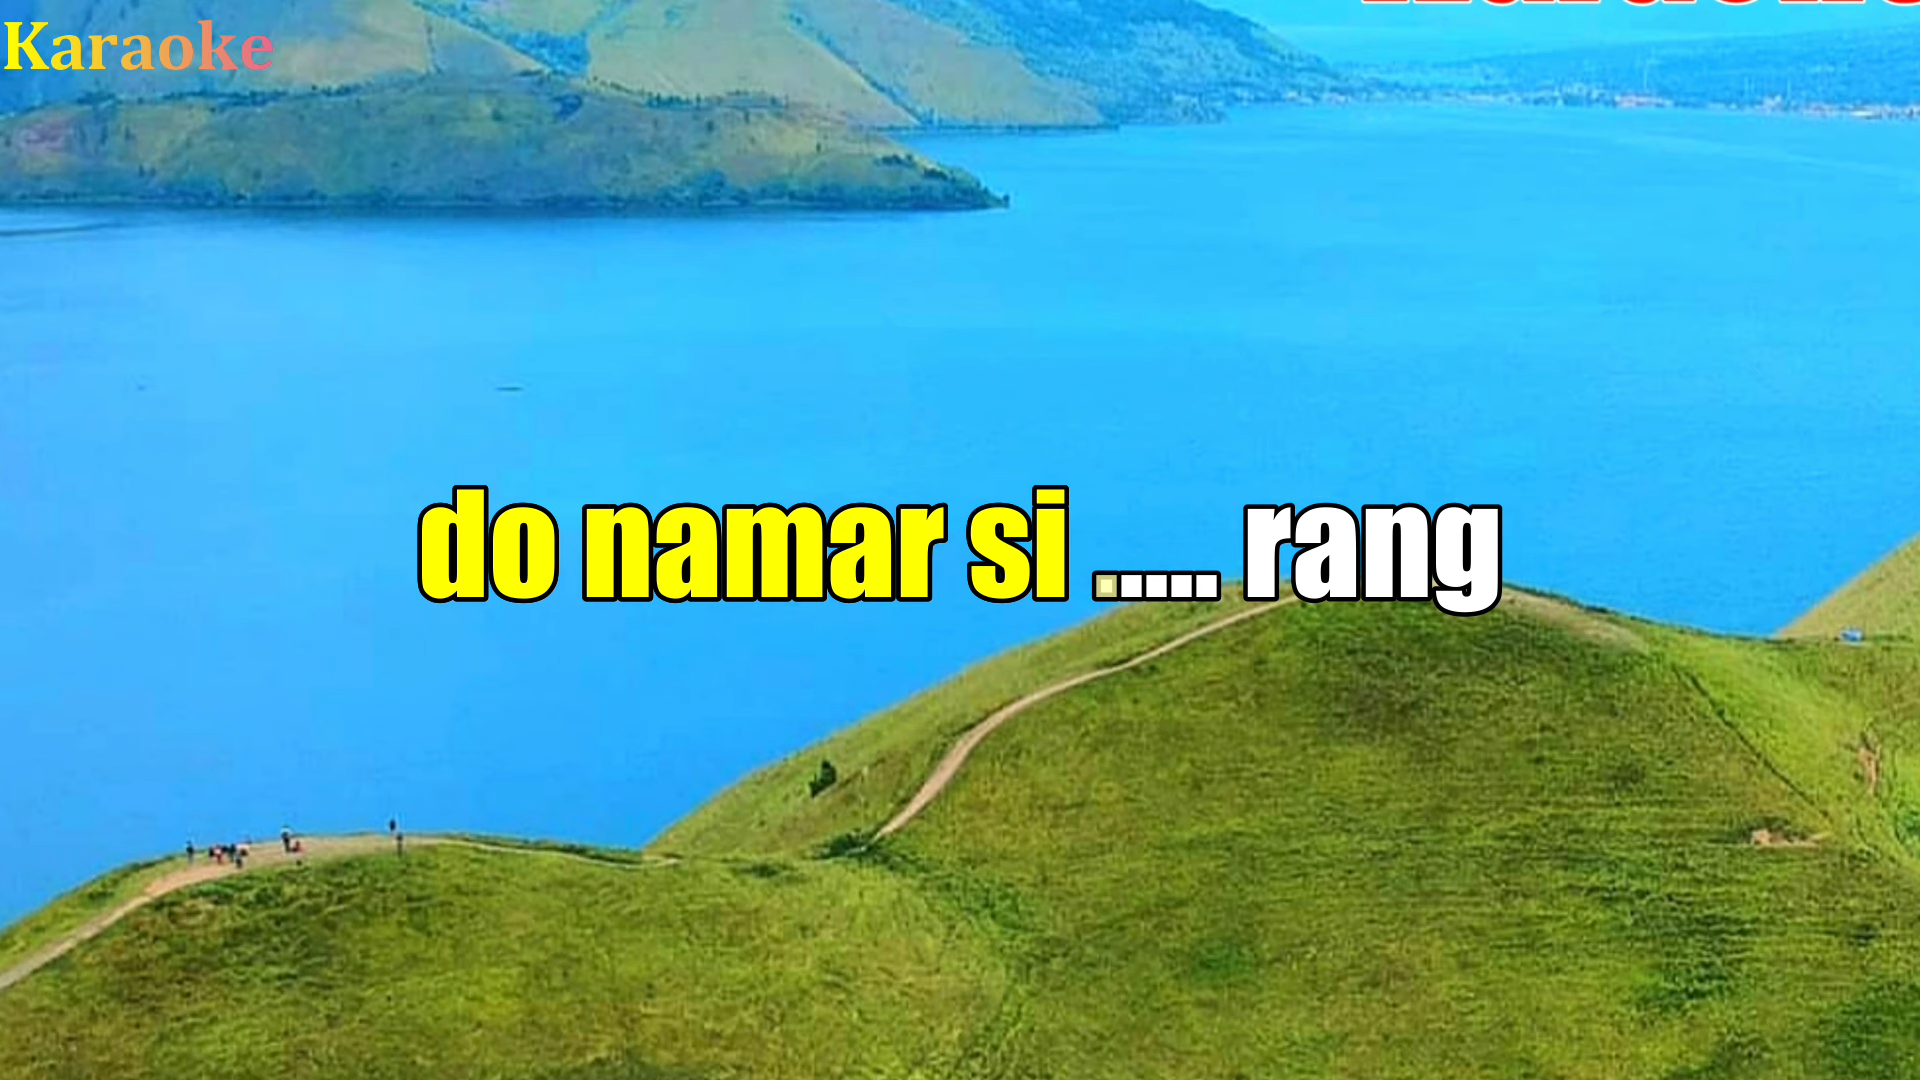 Karaoke
do namar si ..... rang